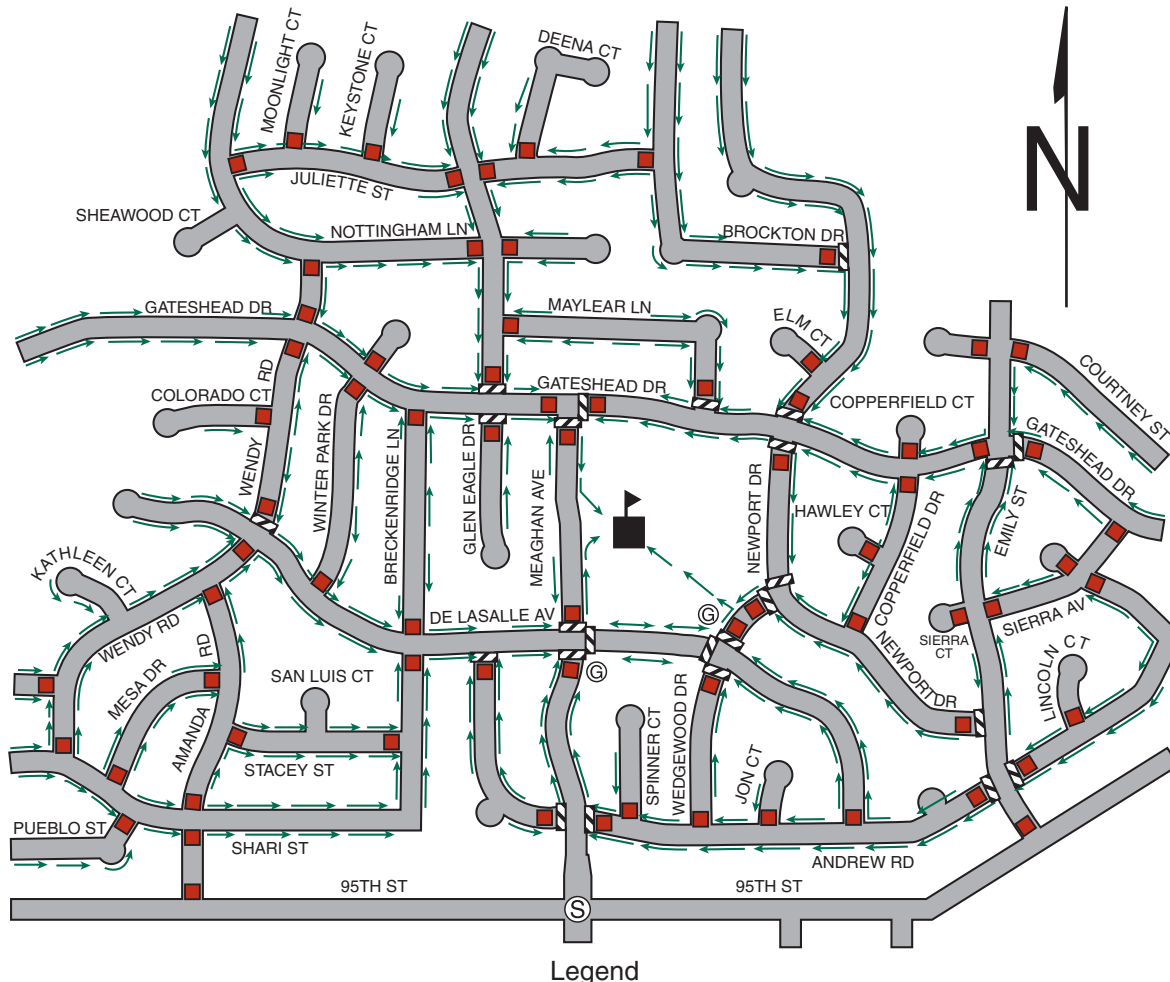 MOONLIGHT CT
KEYSTONE CT
DEENA CT
N
JULIETTE ST
SHEAWOOD CT
NOTTINGHAM LN
BROCKTON DR
GATESHEAD DR
MAYLEAR LN
ELM CT
COURTNEY ST
COLORADO CT
WENDY RD
WINTER PARK DR
GATESHEAD DR
COPPERFIELD CT
GATESHEAD DR
BRECKENRIDGE LN
GLEN EAGLE DR
MEAGHAN AVE
NEWPORT DR
HAWLEY CT
COPPERFIELD DR
EMILY ST
KATHLEEN CT
WENDY RD
DE LASALLE AV
G
SIERRA AV
SIERRA
CT
NEWPORT DR
LINCOLN CT
MESA DR
AMANDA RD
SAN LUIS CT
G
STACEY ST
SPINNER CT
WEDGEWOOD DR
JON CT
PUEBLO ST
SHARI ST
ANDREW RD
95TH ST
95TH ST
S
Legend